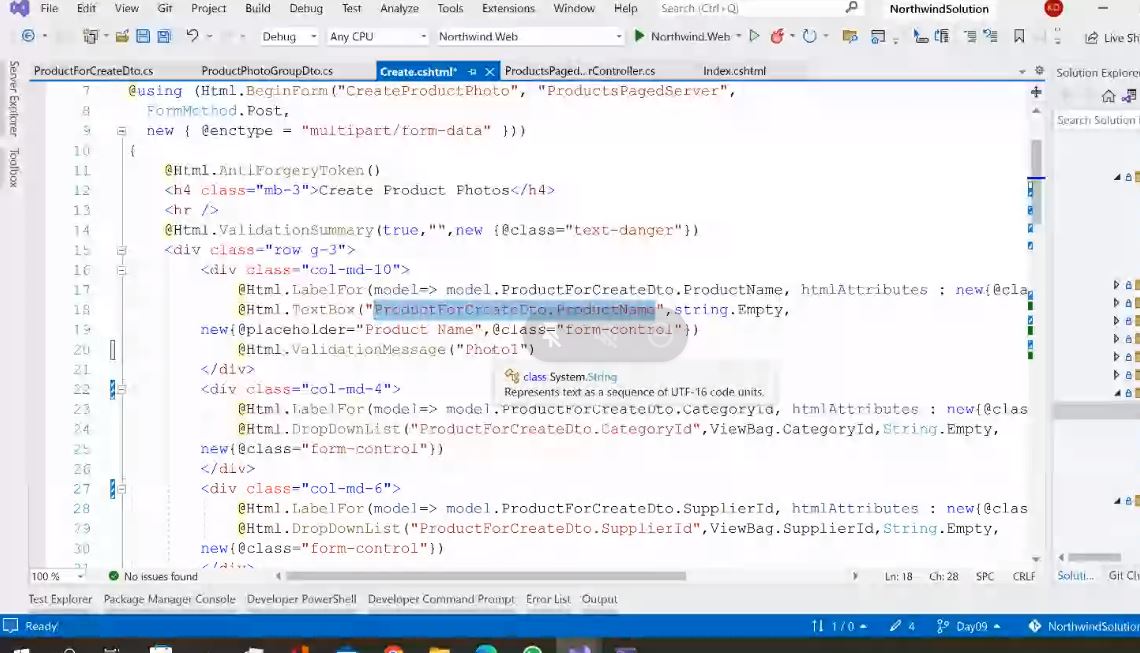 File Edit View Git Project Build Debug Test Analyze Tools Extensions Window Help Search (Ctrl+Q) NorthwindSolution KD
Debug Any CPU Northwind.Web Northwind.Web Live Sh
ProductForCreateDto.cs ProductPhotoGroupDto.cs Create.cshtml* ProductsPaged...rController.cs Index.cshtml Solution Explorer
Server Explorer
Toolbox
Search Solution
7 @using (Html.BeginForm("CreateProductPhoto", "ProductsPagedServer",
8 FormMethod.Post,
9 new { @enctype = "multipart/form-data" }))
10 {
11 @Html.AntiForgeryToken()
12 <h4 class="mb-3">Create Product Photos</h4>
13 <hr />
14 @Html.ValidationSummary(true,"",new {@class="text-danger"})
15 <div class="row g-3">
16 <div class="col-md-10">
17 @Html.LabelFor(model=> model.ProductForCreateDto.ProductName, htmlAttributes : new{@cla
18 @Html.TextBox("ProductForCreateDto.ProductName",string.Empty,
19 new{@placeholder="Product Name",@class="form-control"})
20 @Html.ValidationMessage("Photo1")
21 </div>
class System.String
Represents text as a sequence of UTF-16 code units.
22 <div class="col-md-4">
23 @Html.LabelFor(model=> model.ProductForCreateDto.CategoryId, htmlAttributes : new{@clas
24 @Html.DropDownList("ProductForCreateDto.CategoryId",ViewBag.CategoryId,String.Empty,
25 new{@class="form-control"})
26 </div>
27 <div class="col-md-6">
28 @Html.LabelFor(model=> model.ProductForCreateDto.SupplierId, htmlAttributes : new{@clas
29 @Html.DropDownList("ProductForCreateDto.SupplierId",ViewBag.SupplierId,String.Empty,
30 new{@class="form-control"})
31 </div>
100 % No issues found Ln: 18 Ch: 28 SPC CRLF Soluti... Git Ch
Test Explorer Package Manager Console Developer PowerShell Developer Command Prompt Error List Output
Ready 1 / 0 4 Day09 NorthwindSolution